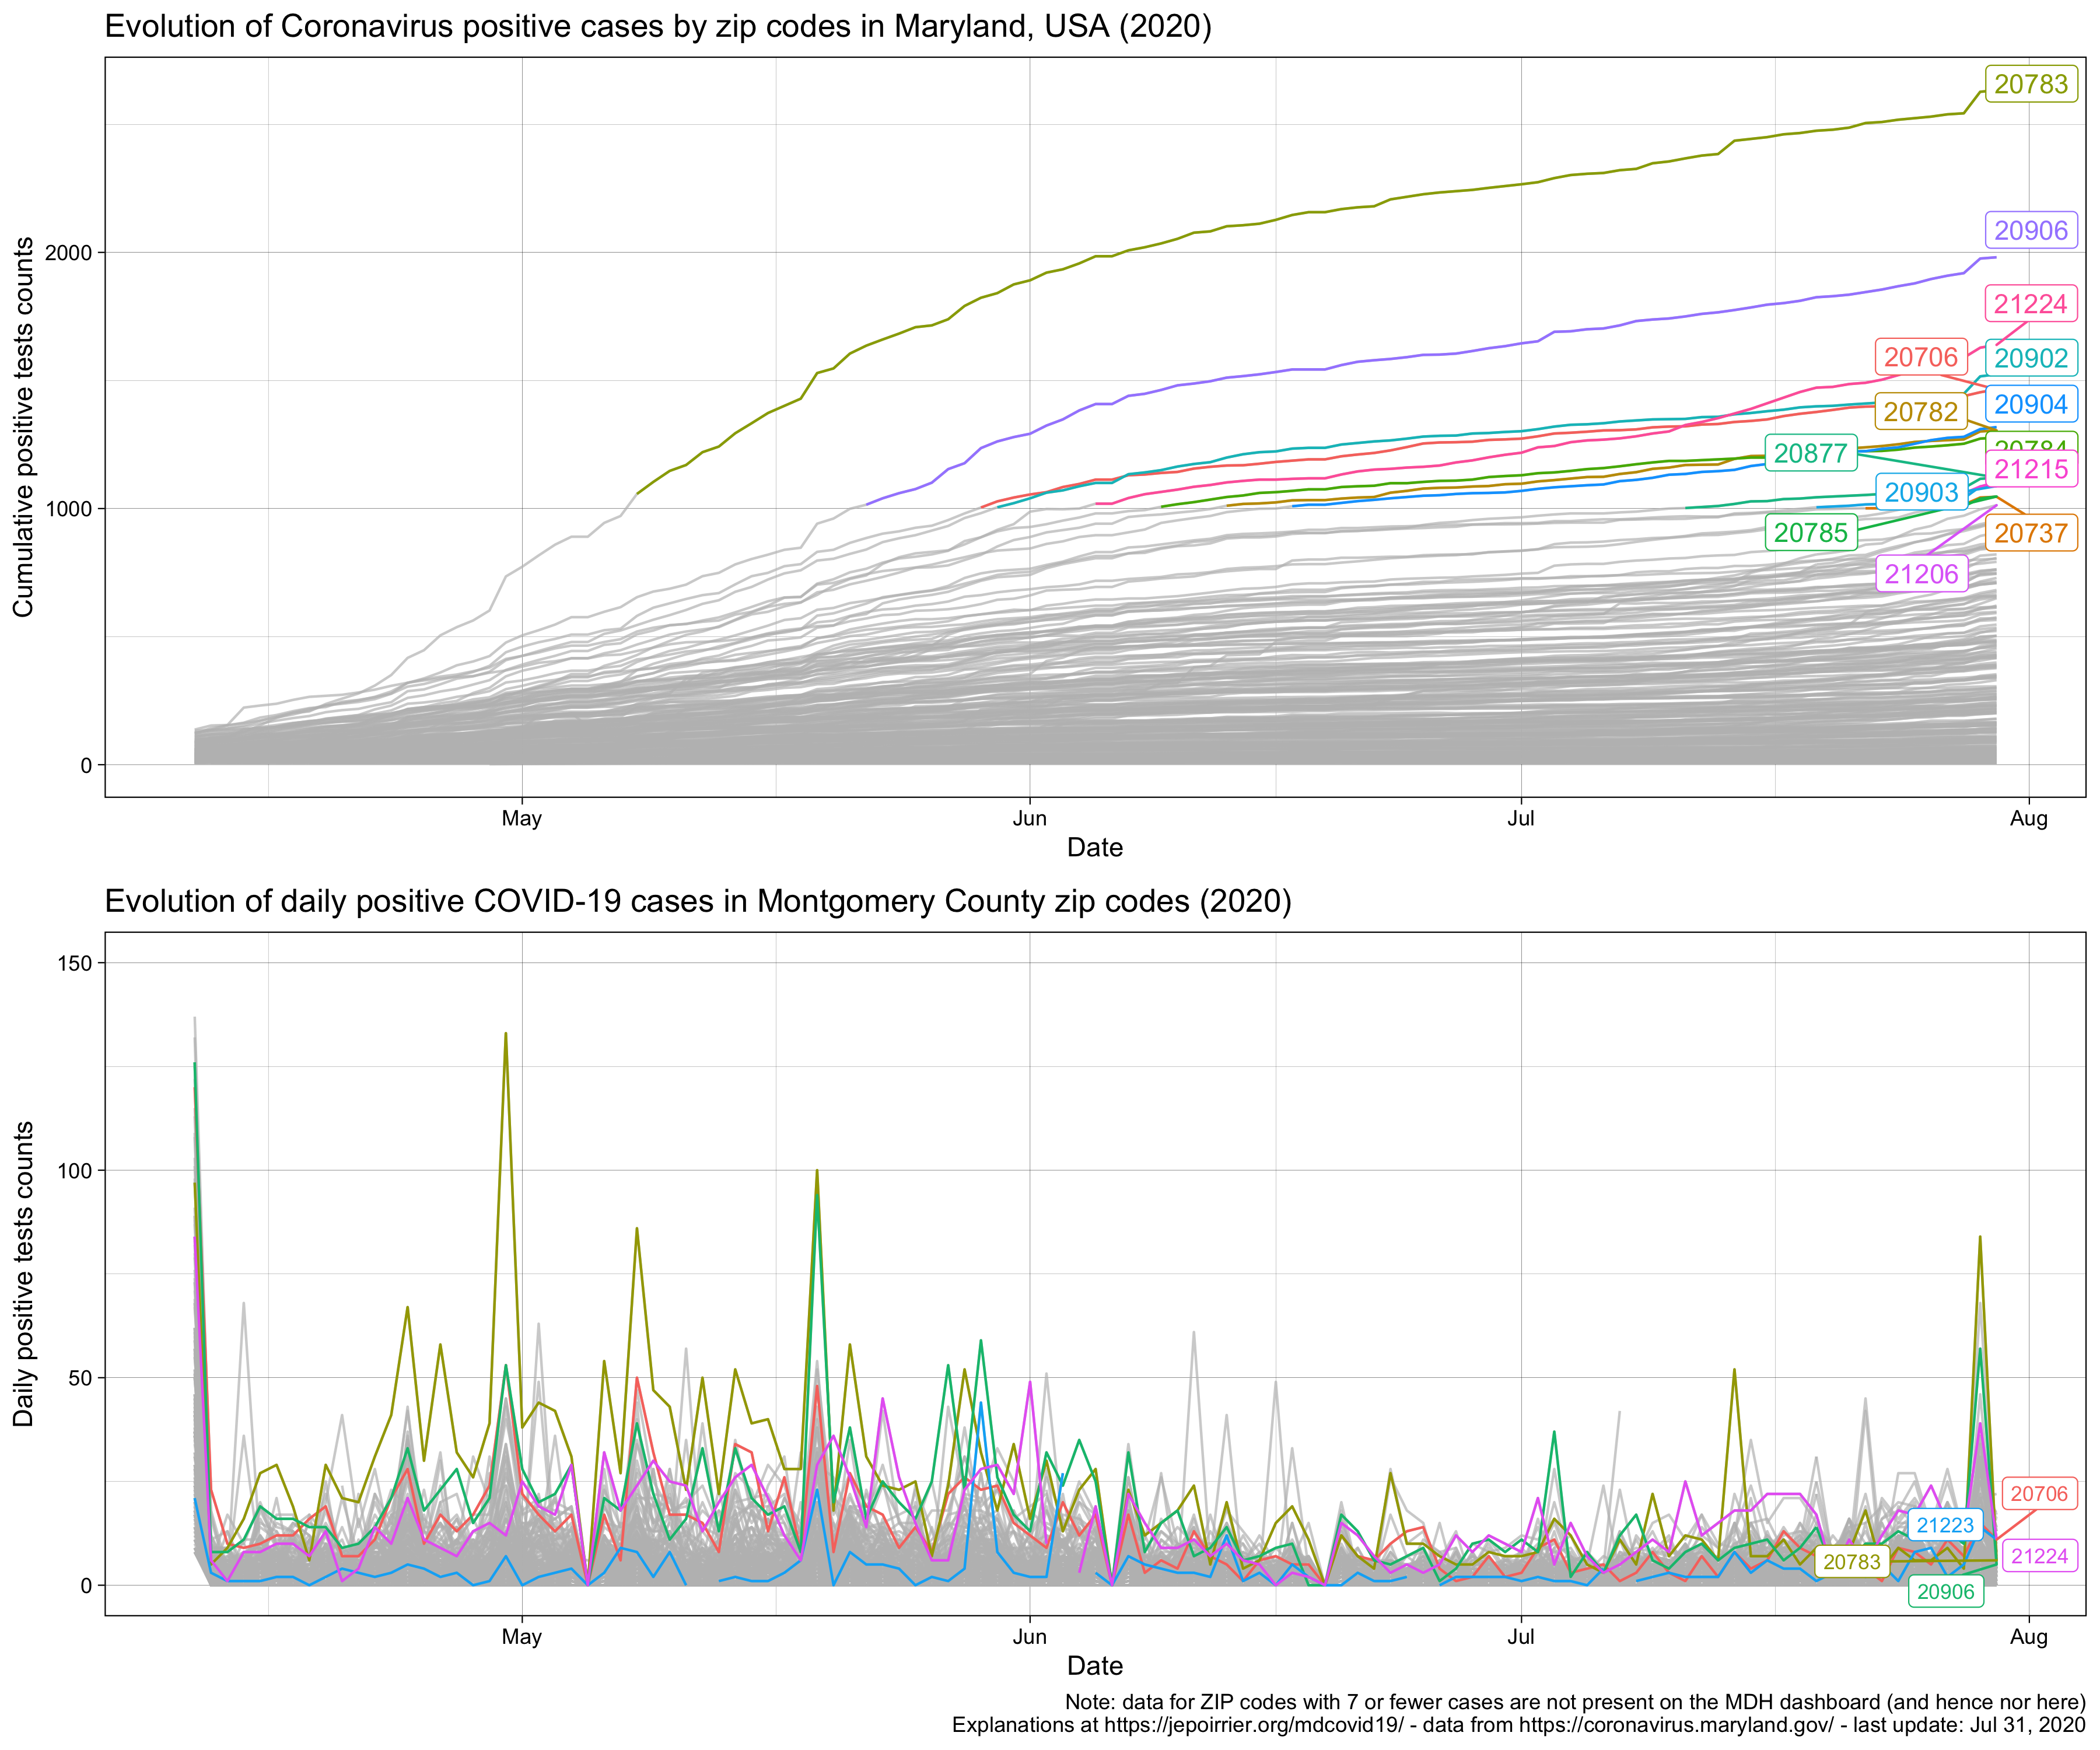 Evolution of Coronavirus positive cases by zip codes in Maryland, USA (2020)
Cumulative positive tests counts
2000
1000
0
20783
20906
21224
20706
20902
20904
20782
20784
20877
21215
20903
20785
20737
21206
May
Jun
Jul
Aug
Date
Evolution of daily positive COVID-19 cases in Montgomery County zip codes (2020)
Daily positive tests counts
150
100
50
0
20706
21223
21224
20783
20906
May
Jun
Jul
Aug
Date
Note: data for ZIP codes with 7 or fewer cases are not present on the MDH dashboard (and hence nor here)
Explanations at https://jepoirrier.org/mdcovid19/ - data from https://coronavirus.maryland.gov/ - last update: Jul 31, 2020